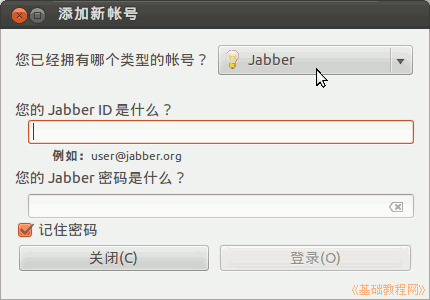 添加新帐号
您已经拥有哪个类型的帐号？ Jabber
您的 Jabber ID 是什么？
例如：user@jabber.org
您的 Jabber 密码是什么？
记住密码
关闭(C) 登录(O)
《基础教程网》